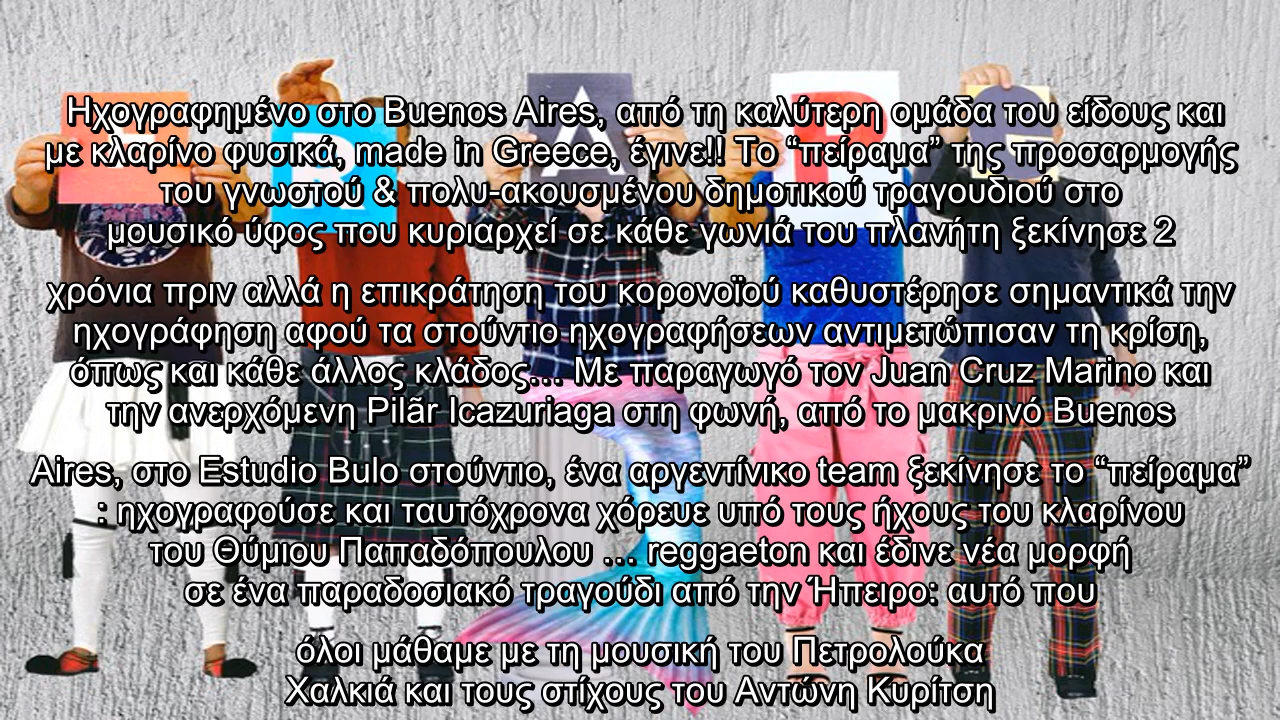 Ηχογραφημένο στο Buenos Aires, από τη καλύτερη ομάδα του είδους και
με κλαρίνο φυσικά, made in Greece, έγινε!! Το “πείραμα” της προσαρμογής
του γνωστού & πολυ-ακουσμένου δημοτικού τραγουδιού στο
μουσικό ύφος που κυριαρχεί σε κάθε γωνιά του πλανήτη ξεκίνησε 2
χρόνια πριν αλλά η επικράτηση του κορονοϊού καθυστέρησε σημαντικά την
ηχογράφηση αφού τα στούντιο ηχογραφήσεων αντιμετώπισαν τη κρίση,
όπως και κάθε άλλος κλάδος… Με παραγωγό τον Juan Cruz Marino και
την ανερχόμενη Pilãr Icazuriaga στη φωνή, από το μακρινό Buenos
Aires, στο Estudio Bulo στούντιο, ένα αργεντίνικο team ξεκίνησε το “πείραμα”
: ηχογραφούσε και ταυτόχρονα χόρευε υπό τους ήχους του κλαρίνου
του Θύμιου Παπαδόπουλου … reggaeton και έδινε νέα μορφή
σε ένα παραδοσιακό τραγούδι από την Ήπειρο: αυτό που
όλοι μάθαμε με τη μουσική του Πετρολούκα
Χαλκιά και τους στίχους του Αντώνη Κυρίτση